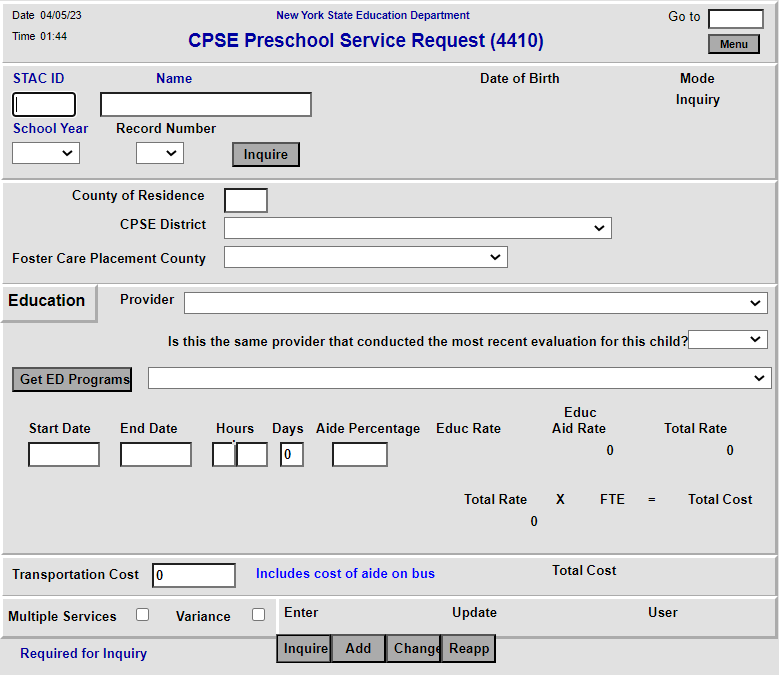 Date 04/05/23
New York State Education Department
Go to
Time 01:44
CPSE Preschool Service Request (4410)
Menu
STAC ID Name Date of Birth Mode
Inquiry
School Year Record Number
Inquire
County of Residence
CPSE District
Foster Care Placement County
Education Provider
Is this the same provider that conducted the most recent evaluation for this child?
Get ED Programs
Educ
Start Date End Date Hours Days Aide Percentage Educ Rate Aid Rate Total Rate
0 0 0
Total Rate X FTE = Total Cost
0
Transportation Cost 0 Includes cost of aide on bus Total Cost
Multiple Services Variance Enter Update User
Required for Inquiry Inquire Add Change Reapp